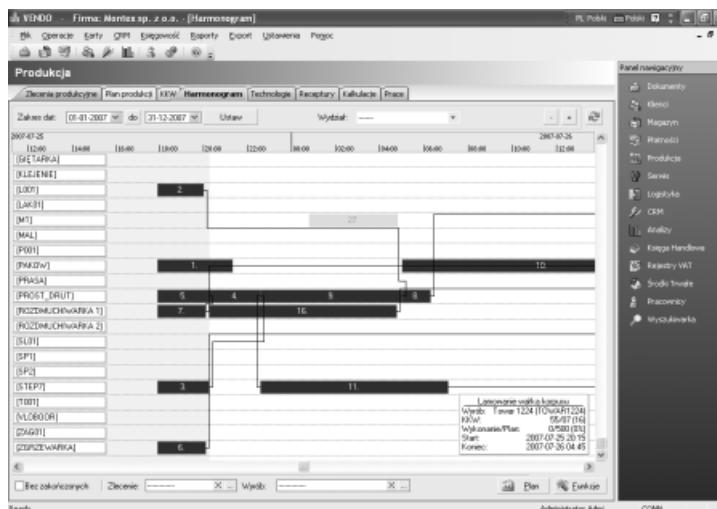 VENDO - Firma: Montex sp. z o.o. - [Harmonogram]
PL Polski
Plik Operacje Karty CRM Księgowość Raporty Export Ustawienia Pomoc
Produkcja
Zlecenia produkcyjne Plan produkcji KKW Harmonogram Technologie Receptury Kalkulacje Prace
Zakres dat: 01-01-2007 do 31-12-2007 Ustaw Wydział: -----
2007-07-25 2007-07-26
12:00 14:00 16:00 18:00 20:00 22:00 00:00 02:00 04:00 06:00 08:00 10:00 12:00
[GIĘTARKA]
[KLEJENIE]
[L001] 2.
[LAK01]
[M1] 27.
[MAL]
[P001]
[PAKOW] 1. 10.
[PRASA]
[PROST_DRUT] 5. 4. 9. 8.
[ROZDMUCHIWARKA 1] 7. 16.
[ROZDMUCHIWARKA 2]
[SL01]
[SP1]
[SP2]
[STEP7] 3. 11.
[T001]
[WLOBODR]
[ZAG01]
[ZGRZEWARKA] 6.
Lamowanie wałka korpusu
Wyrób: Towar 1224 [TOWAR1224]
KKW: 55/07 (16)
Wykonanie/Plan: 0/500 (0%)
Start: 2007-07-25 20:15
Koniec: 2007-07-26 04:45
Bez zakończonych Zlecenie: ---------- X ... Wyrób: ---------- X ... Plan Funkcje
Panel nawigacyjny
Dokumenty
Klienci
Magazyn
Płatności
Produkcja
Serwis
Logistyka
CRM
Analizy
Księga Handlowa
Rejestry VAT
Środki Trwałe
Pracownicy
Wyszukiwarka